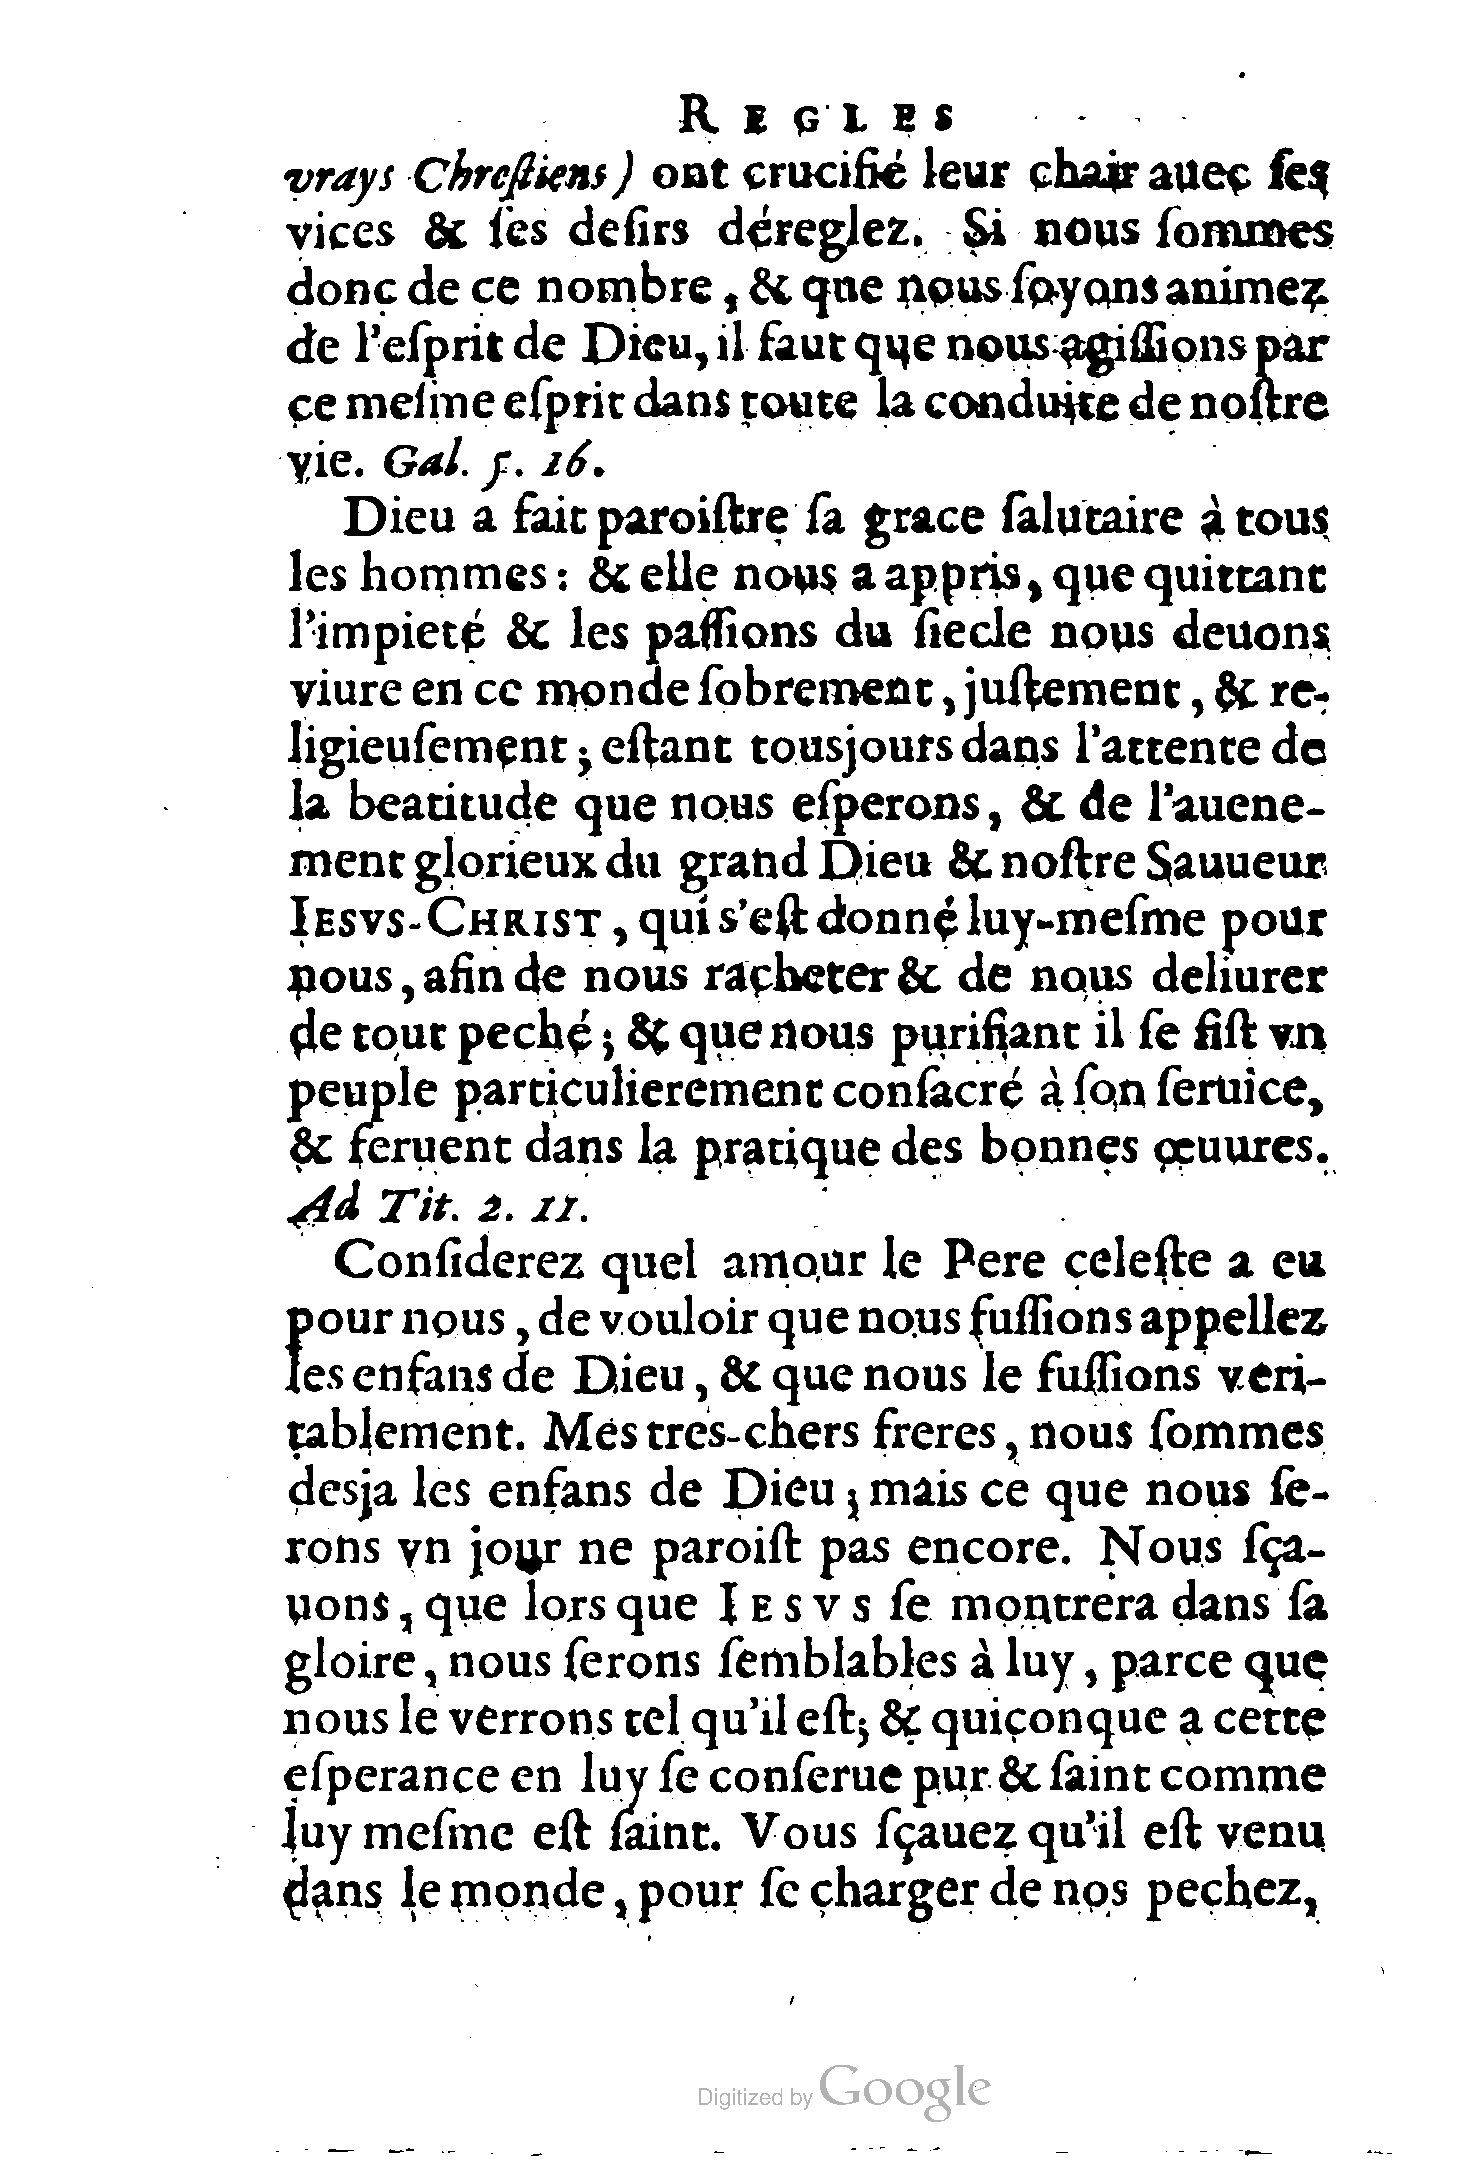 REGLES
vrays Chreſtiens) ont crucifié leur chair auec ſes
vices & ſes deſirs déreglez. Si nous ſommes
donc de ce nombre, & que nous ſoyons animez
de l'eſprit de Dieu, il faut que nous agiſſions par
ce meſme eſprit dans toute la conduite de noſtre
vie. Gal. 5. 16.
Dieu a fait paroiſtre ſa grace ſalutaire à tous
les hommes: & elle nous a appris, que quittant
l'impieté & les paſſions du ſiecle nous deuons
viure en ce monde ſobrement, juſtement, & re-
ligieuſement; eſtant tousjours dans l'attente de
la beatitude que nous eſperons, & de l'auene-
ment glorieux du grand Dieu & noſtre Sauueur
IESVS-CHRIST, qui s'eſt donné luy-meſme pour
nous, afin de nous racheter & de nous deliurer
de tout peché; & que nous purifiant il ſe fiſt vn
peuple particulierement conſacré à ſon ſeruice,
& feruent dans la pratique des bonnes œuures.
Ad Tit. 2. 11.
Conſiderez quel amour le Pere celeſte a eu
pour nous, de vouloir que nous fuſſions appellez
les enfans de Dieu, & que nous le fuſſions veri-
tablement. Mes tres-chers freres, nous ſommes
desja les enfans de Dieu; mais ce que nous ſe-
rons vn jour ne paroiſt pas encore. Nous ſça-
uons, que lors que IESVS ſe montrera dans ſa
gloire, nous ſerons ſemblables à luy, parce que
nous le verrons tel qu'il eſt; & quiconque a cette
eſperance en luy ſe conſerue pur & ſaint comme
luy meſme eſt ſaint. Vous ſçauez qu'il eſt venu
dans le monde, pour ſe charger de nos pechez,
Digitized by Google